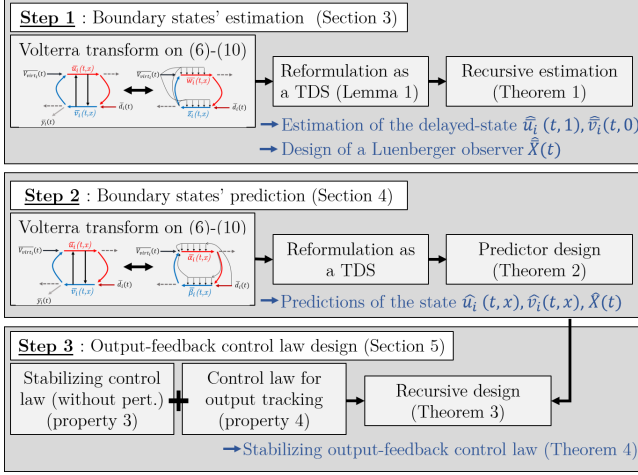 Step 1 : Boundary states' estimation (Section 3)
Volterra transform on (6)-(10)
Reformulation as
a TDS (Lemma 1)
Recursive estimation
(Theorem 1)
Estimation of the delayed-state û̄ᵢ (t, 1), v̂̄ᵢ(t, 0)
Design of a Luenberger observer X̂̄(t)
Step 2 : Boundary states' prediction (Section 4)
Volterra transform on (6)-(10)
Reformulation
as a TDS
Predictor design
(Theorem 2)
Predictions of the state ûᵢ (t, x), v̂ᵢ(t, x), X̂(t)
Step 3 : Output-feedback control law design (Section 5)
Stabilizing control
law (without pert.)
(property 3)
+
Control law for
output tracking
(property 4)
Recursive design
(Theorem 3)
Stabilizing output-feedback control law (Theorem 4)